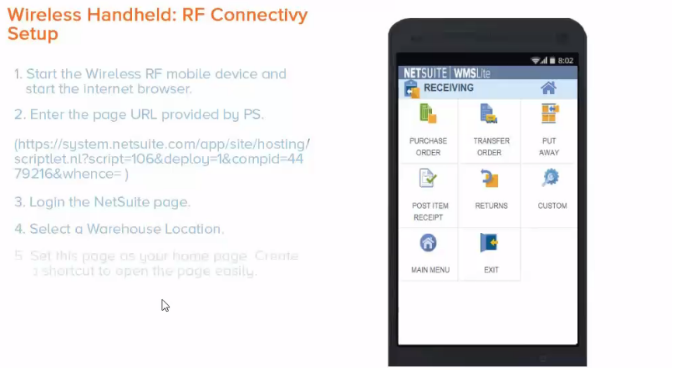 Wireless Handheld: RF Connectivy
Setup
1. Start the Wireless RF mobile device and
start the internet browser.
2. Enter the page URL provided by PS.
(https://system.netsuite.com/app/site/hosting/
scriptlet.nl?script=106&deploy=1&compid=44
79216&whence= )
3. Login the NetSuite page.
4. Select a Warehouse Location.
5. Set this page as your home page. Create
a shortcut to open the page easily.
8:02
NETSUITE WMSLite
RECEIVING
PURCHASE
ORDER
TRANSFER
ORDER
PUT
AWAY
POST ITEM
RECEIPT
RETURNS
CUSTOM
MAIN MENU
EXIT